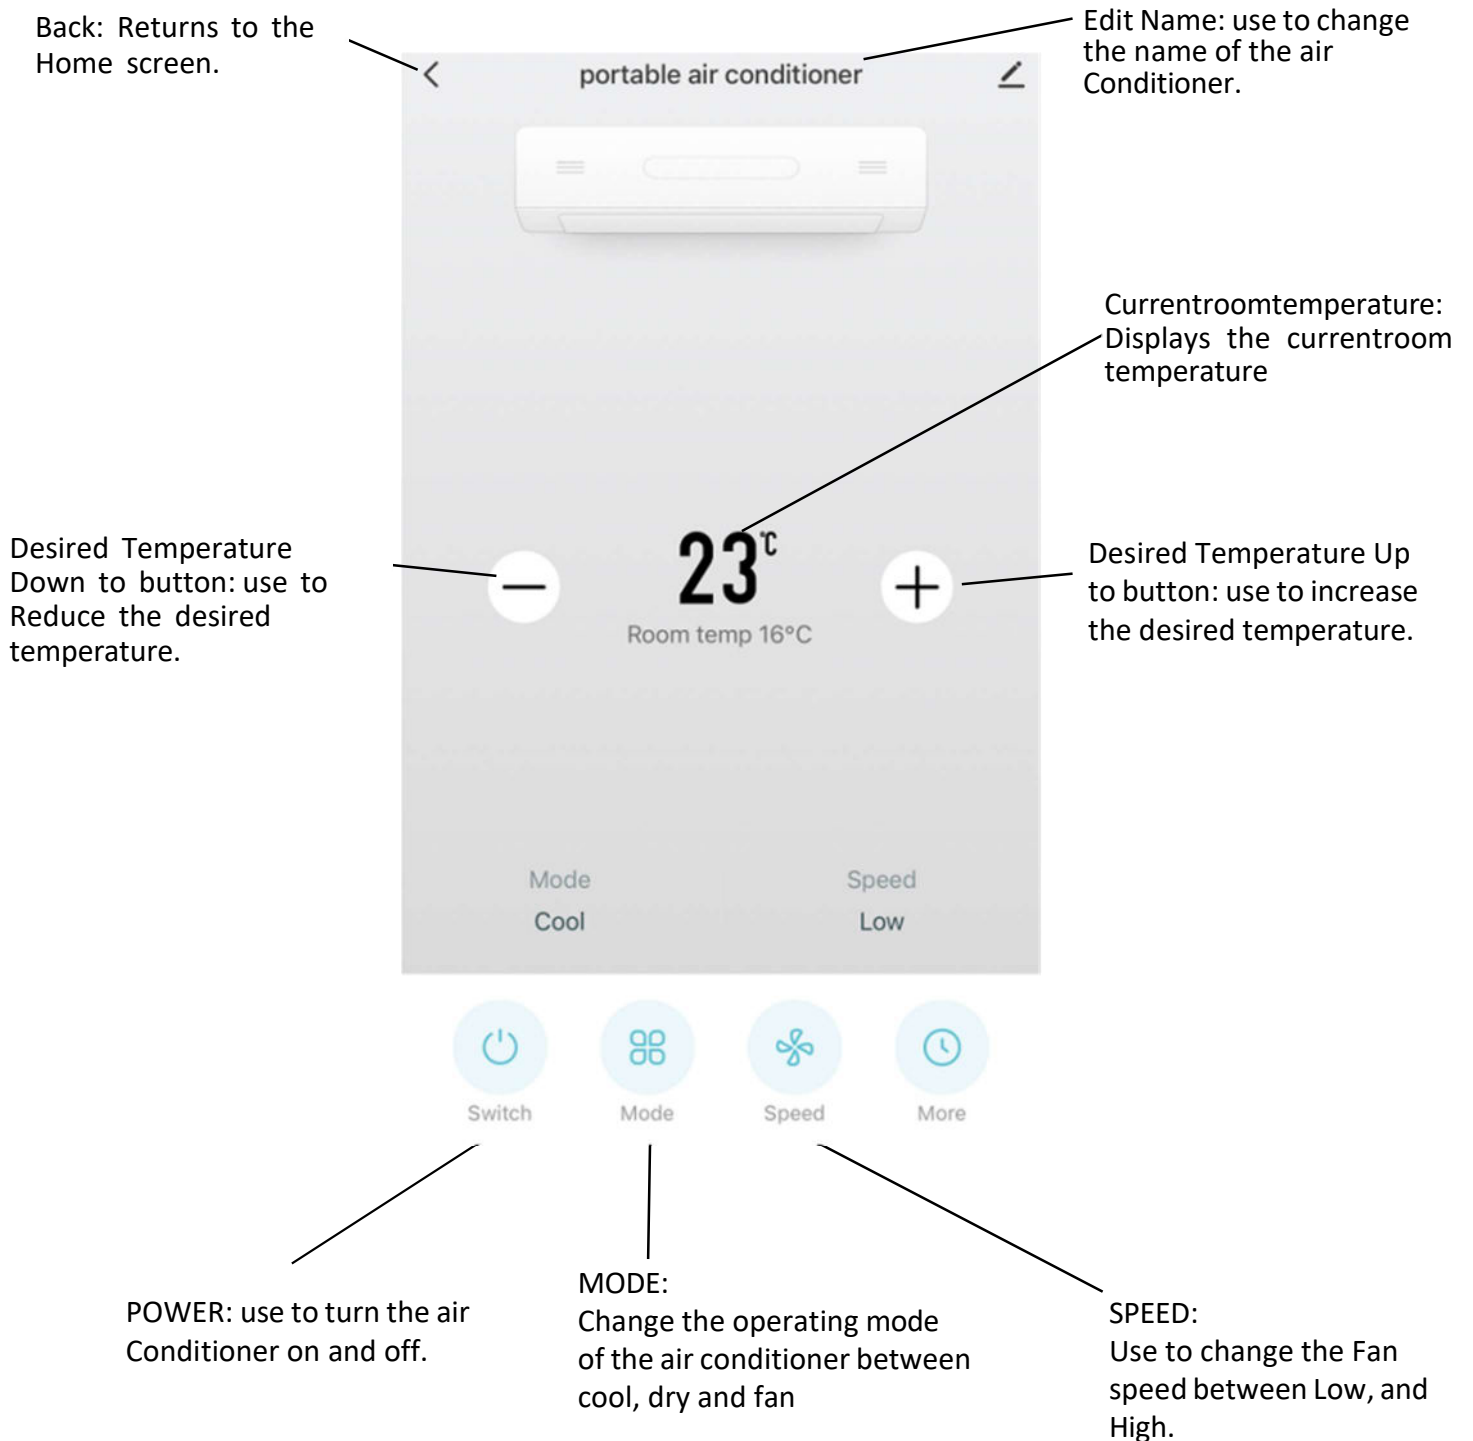 Back: Returns to the
Home screen.
Edit Name: use to change
the name of the air
Conditioner.
portable air conditioner
Currentroomtemperature:
Displays the currentroom
temperature
Desired Temperature
Down to button: use to
Reduce the desired
temperature.
23°C
Room temp 16°C
Desired Temperature Up
to button: use to increase
the desired temperature.
Mode
Cool
Speed
Low
Switch
Mode
Speed
More
POWER: use to turn the air
Conditioner on and off.
MODE:
Change the operating mode
of the air conditioner between
cool, dry and fan
SPEED:
Use to change the Fan
speed between Low, and
High.